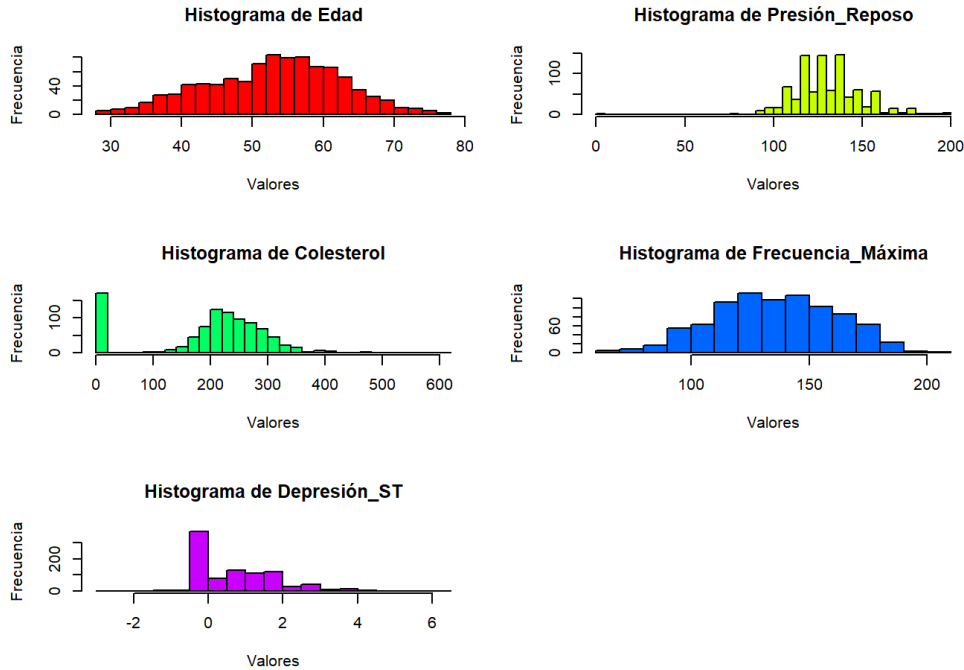 Histograma de Edad
Frecuencia
0 40
30 40 50 60 70 80
Valores
Histograma de Presión_Reposo
Frecuencia
0 100
0 50 100 150 200
Valores
Histograma de Colesterol
Frecuencia
0 100
0 100 200 300 400 500 600
Valores
Histograma de Frecuencia_Máxima
Frecuencia
0 60
100 150 200
Valores
Histograma de Depresión_ST
Frecuencia
0 200
-2 0 2 4 6
Valores